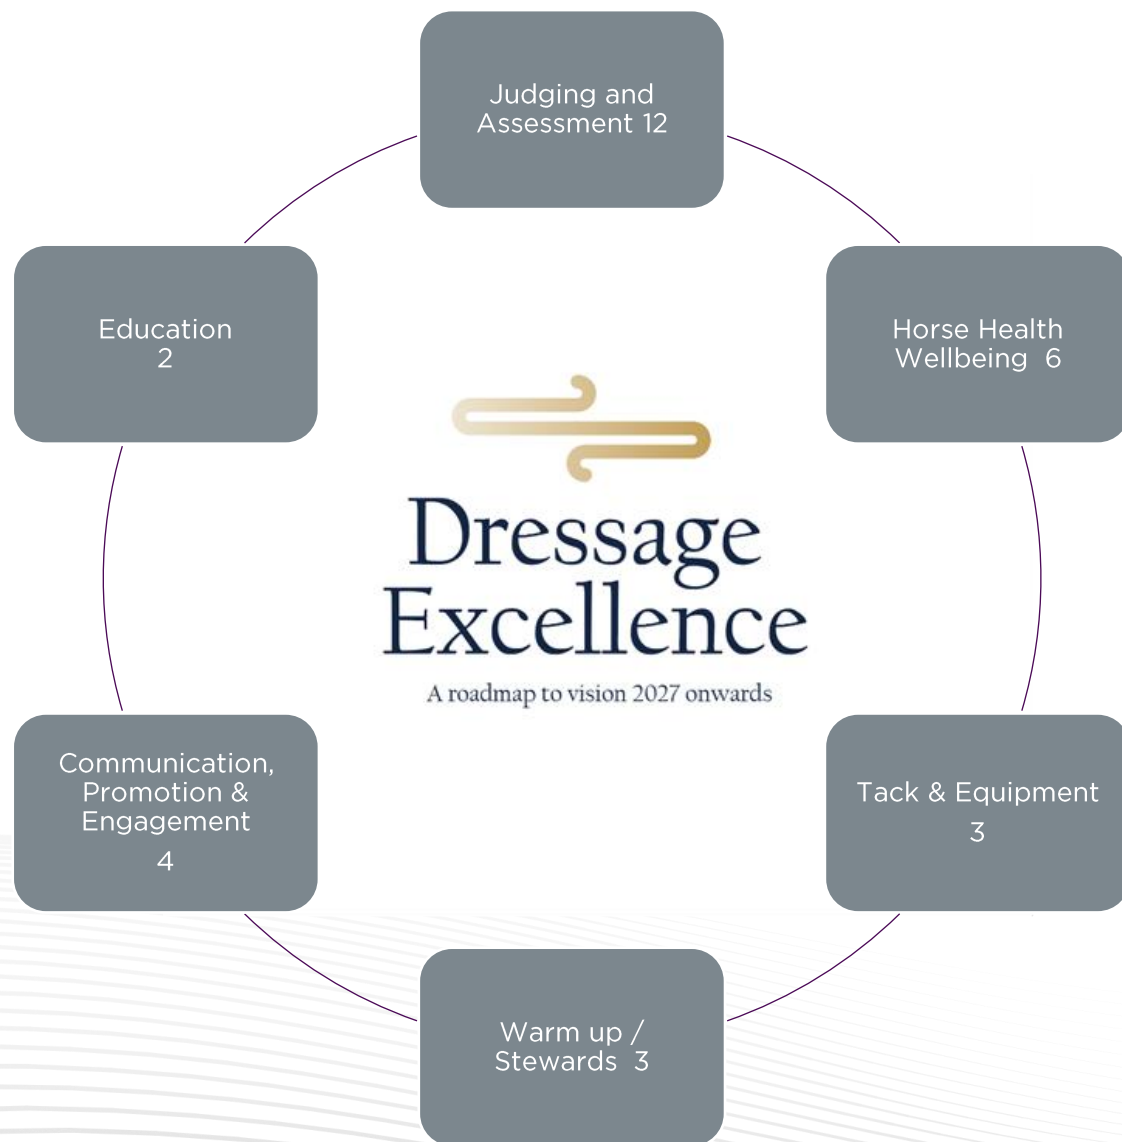 Judging and
Assessment 12
Education
2
Horse Health
Wellbeing 6
Dressage
Excellence
A roadmap to vision 2027 onwards
Communication,
Promotion &
Engagement
4
Tack & Equipment
3
Warm up /
Stewards 3